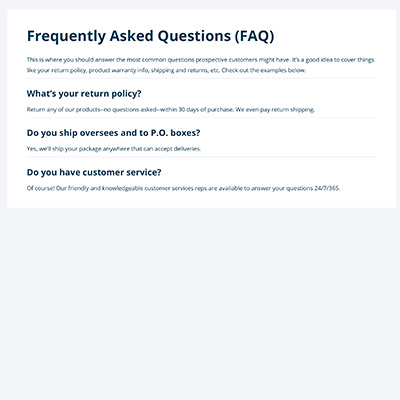 Frequently Asked Questions (FAQ)
This is where you should answer the most common questions prospective customers might have. It's a good idea to cover things
like your return policy, product warranty info, shipping and returns, etc. Check out the examples below.
What's your return policy?
Return any of our products--no questions asked--within 30 days of purchase. We even pay return shipping.
Do you ship oversees and to P.O. boxes?
Yes, we'll ship your package anywhere that can accept deliveries.
Do you have customer service?
Of course! Our friendly and knowledgeable customer services reps are available to answer your questions 24/7/365.